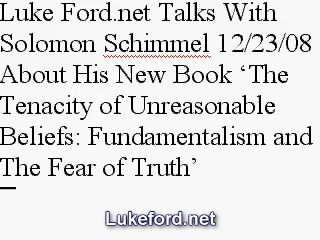 Luke Ford.net Talks With
Solomon Schimmel 12/23/08
About His New Book ‘The
Tenacity of Unreasonable
Beliefs: Fundamentalism and
The Fear of Truth’
Lukeford.net